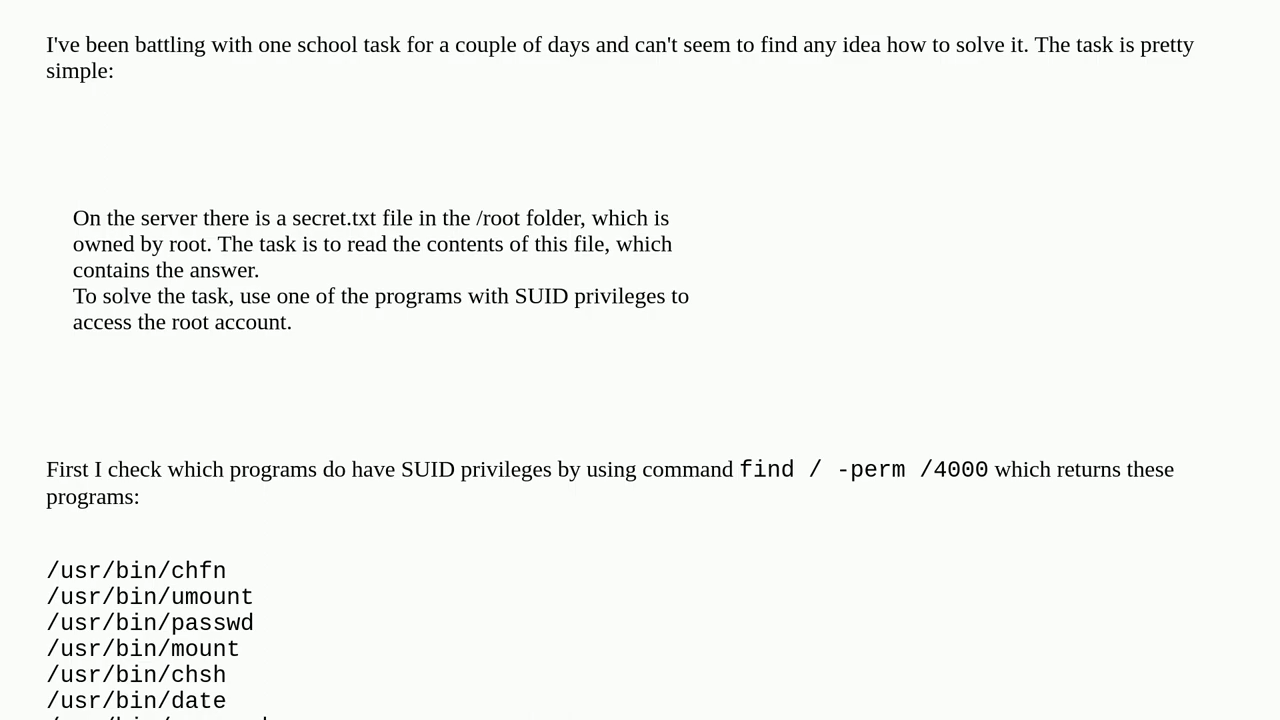 I've been battling with one school task for a couple of days and can't seem to find any idea how to solve it. The task is pretty
simple:
On the server there is a secret.txt file in the /root folder, which is
owned by root. The task is to read the contents of this file, which
contains the answer.
To solve the task, use one of the programs with SUID privileges to
access the root account.
First I check which programs do have SUID privileges by using command find / -perm /4000 which returns these
programs:
/usr/bin/chfn
/usr/bin/umount
/usr/bin/passwd
/usr/bin/mount
/usr/bin/chsh
/usr/bin/date